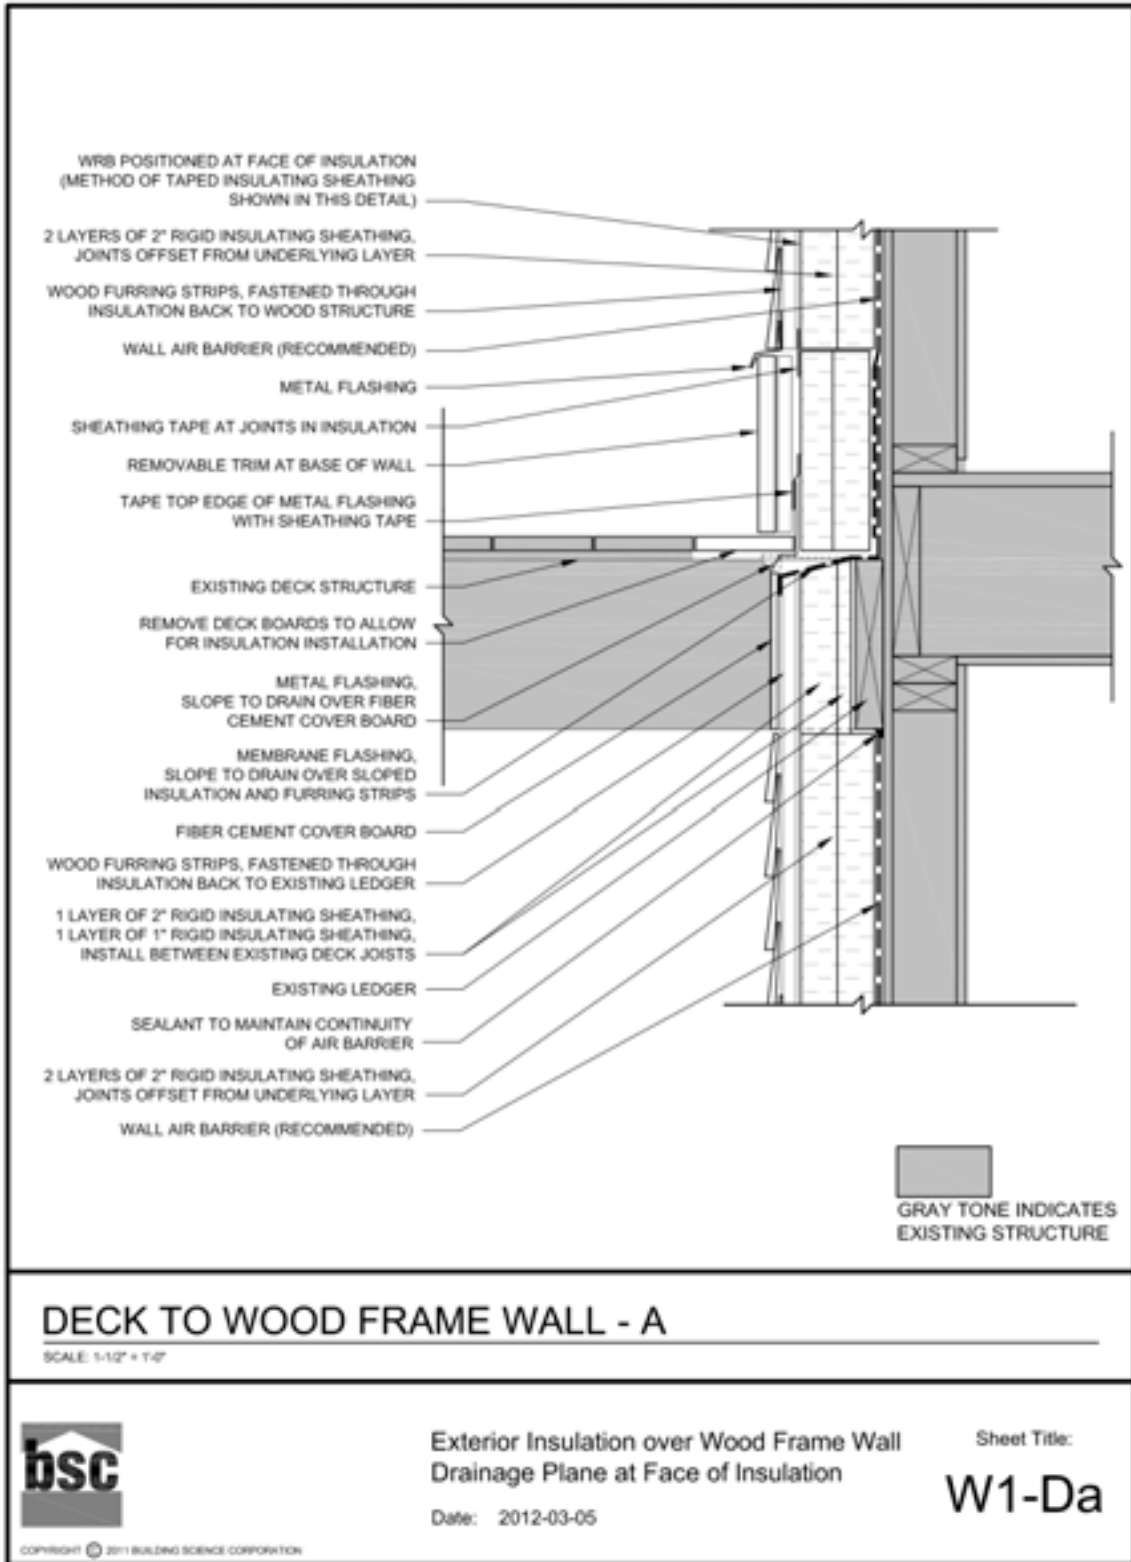 WRB POSITIONED AT FACE OF INSULATION
(METHOD OF TAPED INSULATING SHEATHING
SHOWN IN THIS DETAIL)
2 LAYERS OF 2" RIGID INSULATING SHEATHING,
JOINTS OFFSET FROM UNDERLYING LAYER
WOOD FURRING STRIPS, FASTENED THROUGH
INSULATION BACK TO WOOD STRUCTURE
WALL AIR BARRIER (RECOMMENDED)
METAL FLASHING
SHEATHING TAPE AT JOINTS IN INSULATION
REMOVABLE TRIM AT BASE OF WALL
TAPE TOP EDGE OF METAL FLASHING
WITH SHEATHING TAPE
EXISTING DECK STRUCTURE
REMOVE DECK BOARDS TO ALLOW
FOR INSULATION INSTALLATION
METAL FLASHING,
SLOPE TO DRAIN OVER FIBER
CEMENT COVER BOARD
MEMBRANE FLASHING,
SLOPE TO DRAIN OVER SLOPED
INSULATION AND FURRING STRIPS
FIBER CEMENT COVER BOARD
WOOD FURRING STRIPS, FASTENED THROUGH
INSULATION BACK TO EXISTING LEDGER
1 LAYER OF 2" RIGID INSULATING SHEATHING,
1 LAYER OF 1" RIGID INSULATING SHEATHING,
INSTALL BETWEEN EXISTING DECK JOISTS
EXISTING LEDGER
SEALANT TO MAINTAIN CONTINUITY
OF AIR BARRIER
2 LAYERS OF 2" RIGID INSULATING SHEATHING,
JOINTS OFFSET FROM UNDERLYING LAYER
WALL AIR BARRIER (RECOMMENDED)
GRAY TONE INDICATES
EXISTING STRUCTURE
DECK TO WOOD FRAME WALL - A
SCALE: 1-1/2" = 1'-0"
bsc
Exterior Insulation over Wood Frame Wall
Drainage Plane at Face of Insulation
Date: 2012-03-05
Sheet Title:
W1-Da
COPYRIGHT © 2011 BUILDING SCIENCE CORPORATION